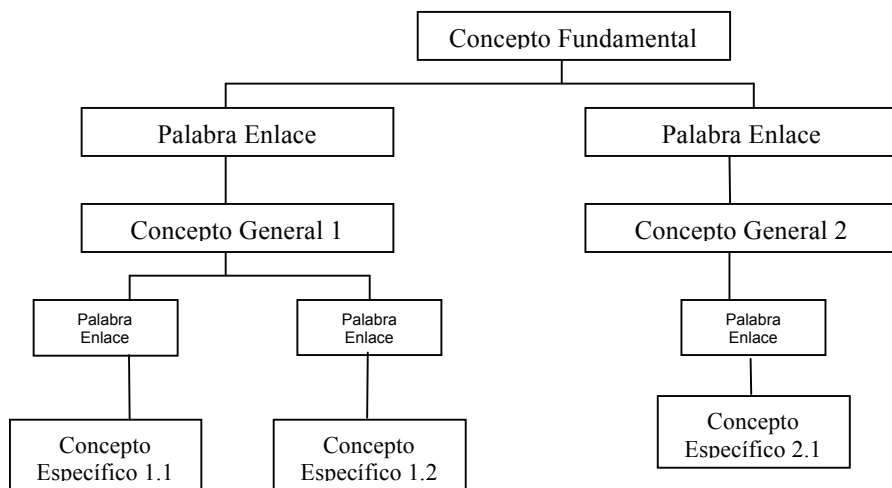 Concepto Fundamental
Palabra Enlace
Palabra Enlace
Concepto General 1
Concepto General 2
Palabra
Enlace
Palabra
Enlace
Palabra
Enlace
Concepto
Específico 1.1
Concepto
Específico 1.2
Concepto
Específico 2.1